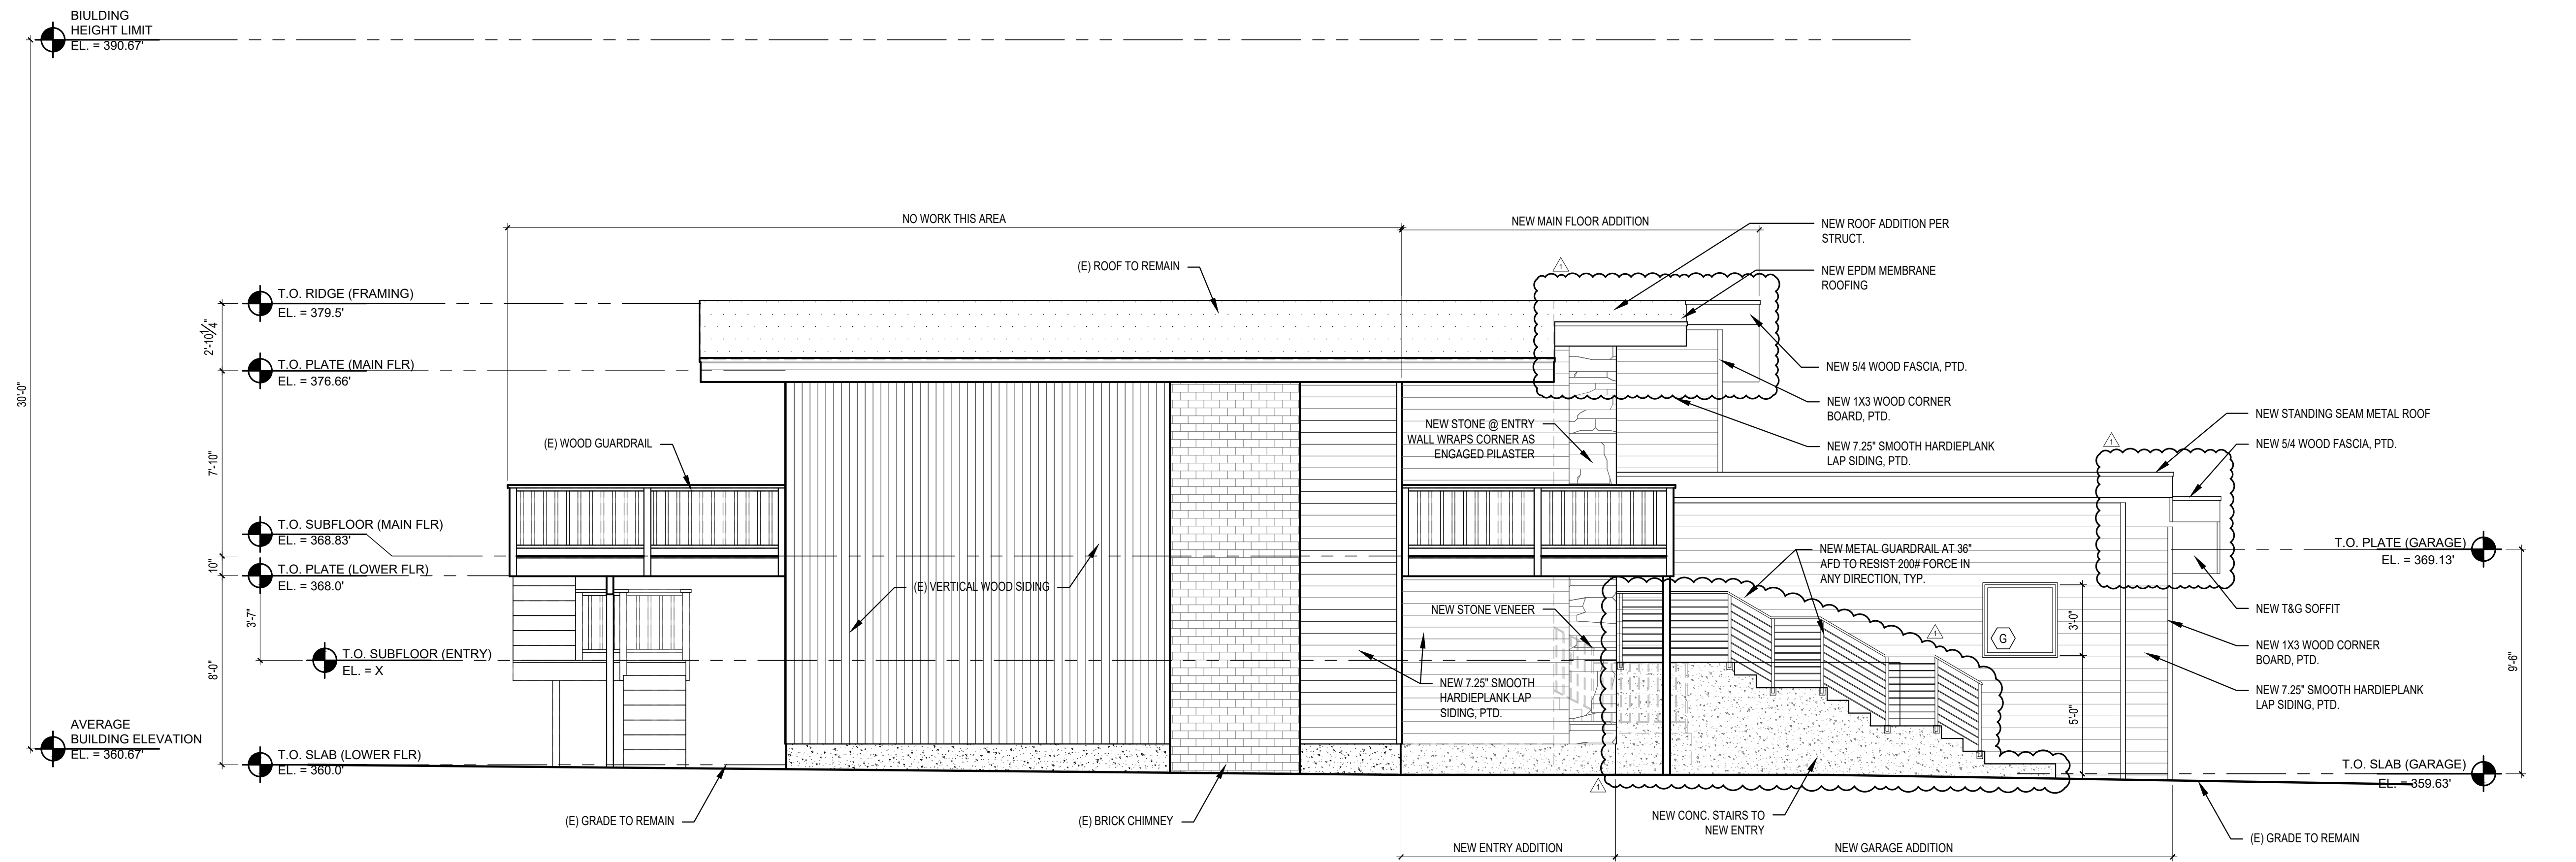 BIULDING
HEIGHT LIMIT
EL. = 390.67'
30'-0"
NO WORK THIS AREA
NEW MAIN FLOOR ADDITION
NEW ROOF ADDITION PER
STRUCT.
(E) ROOF TO REMAIN
1
NEW EPDM MEMBRANE
ROOFING
T.O. RIDGE (FRAMING)
EL. = 379.5'
2'-10 1/4"
T.O. PLATE (MAIN FLR)
EL. = 376.66'
NEW 5/4 WOOD FASCIA, PTD.
NEW 1X3 WOOD CORNER
BOARD, PTD.
NEW 7.25" SMOOTH HARDIEPLANK
LAP SIDING, PTD.
NEW STONE @ ENTRY
WALL WRAPS CORNER AS
ENGAGED PILASTER
(E) WOOD GUARDRAIL
7'-10"
NEW STANDING SEAM METAL ROOF
1
NEW 5/4 WOOD FASCIA, PTD.
T.O. SUBFLOOR (MAIN FLR)
EL. = 368.83'
10"
T.O. PLATE (LOWER FLR)
EL. = 368.0'
(E) VERTICAL WOOD SIDING
NEW METAL GUARDRAIL AT 36"
AFD TO RESIST 200# FORCE IN
ANY DIRECTION, TYP.
T.O. PLATE (GARAGE)
EL. = 369.13'
NEW STONE VENEER
3'-7"
1
G
3'-0"
NEW T&G SOFFIT
NEW 1X3 WOOD CORNER
BOARD, PTD.
T.O. SUBFLOOR (ENTRY)
EL. = X
8'-0"
9'-6"
NEW 7.25" SMOOTH
HARDIEPLANK LAP
SIDING, PTD.
NEW 7.25" SMOOTH HARDIEPLANK
LAP SIDING, PTD.
5'-0"
AVERAGE
BUILDING ELEVATION
EL. = 360.67'
T.O. SLAB (LOWER FLR)
EL. = 360.0'
T.O. SLAB (GARAGE)
EL. = 359.63'
1
(E) GRADE TO REMAIN
(E) BRICK CHIMNEY
NEW CONC. STAIRS TO
NEW ENTRY
(E) GRADE TO REMAIN
NEW ENTRY ADDITION
NEW GARAGE ADDITION